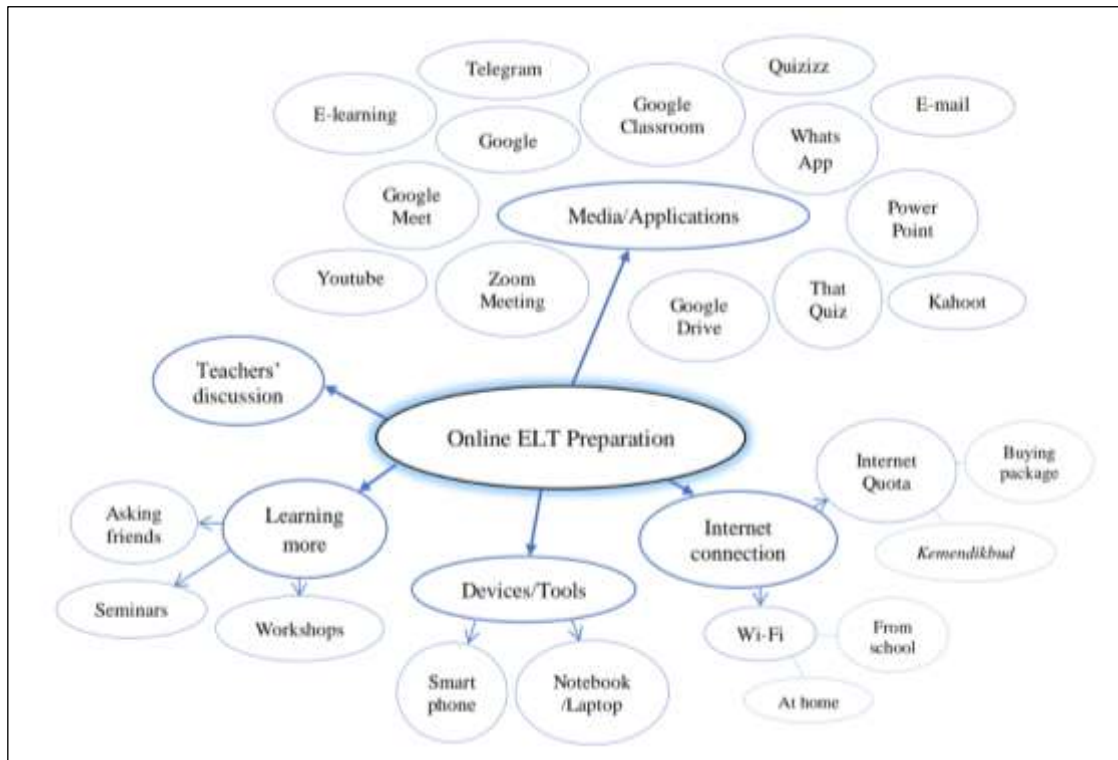 Telegram
Quizizz
E-learning
Google
Classroom
E-mail
Google
Whats
App
Google
Meet
Media/Applications
Power
Point
Youtube
Zoom
Meeting
Google
Drive
That
Quiz
Kahoot
Teachers’
discussion
Online ELT Preparation
Internet
Quota
Buying
package
Asking
friends
Learning
more
Internet
connection
Kemendikbud
Seminars
Workshops
Devices/Tools
Wi-Fi
From
school
Smart
phone
Notebook
/Laptop
At home